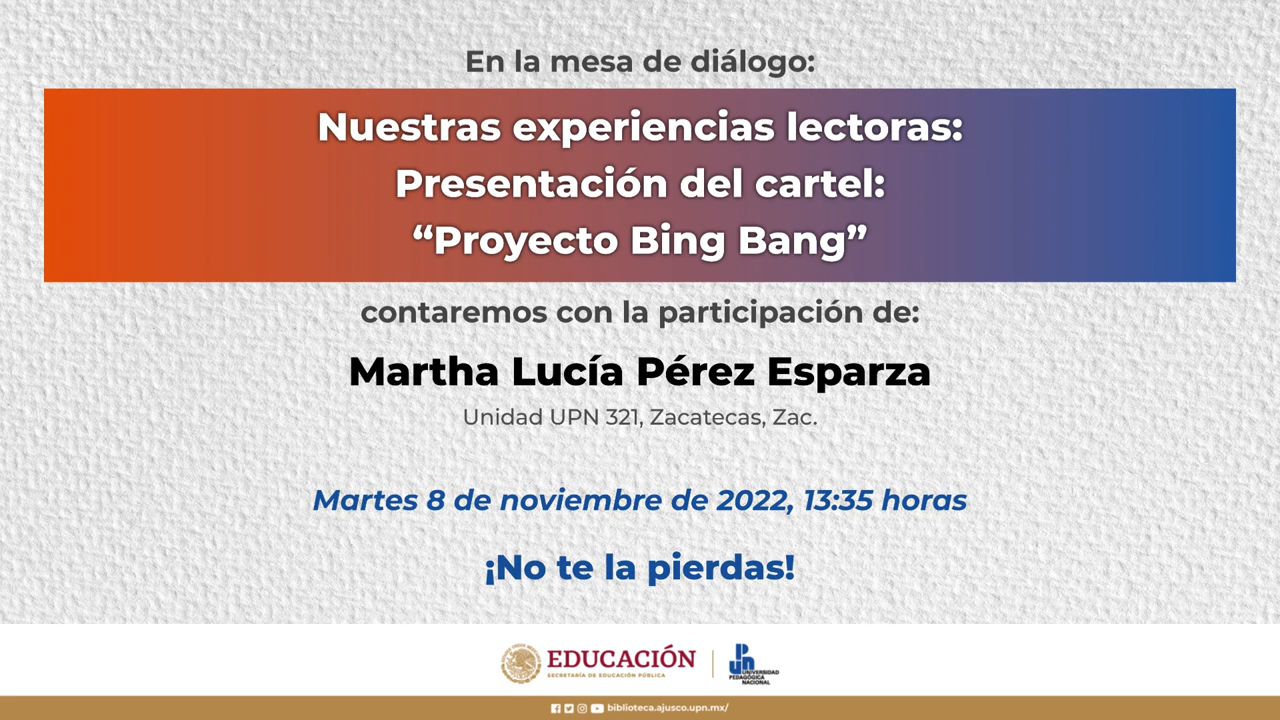 En la mesa de diálogo:
Nuestras experiencias lectoras:
Presentación del cartel:
“Proyecto Bing Bang”
contaremos con la participación de:
Martha Lucía Pérez Esparza
Unidad UPN 321, Zacatecas, Zac.
Martes 8 de noviembre de 2022, 13:35 horas
¡No te la pierdas!
EDUCACIÓN
SECRETARÍA DE EDUCACIÓN PÚBLICA
UNIVERSIDAD
PEDAGÓGICA
NACIONAL
biblioteca.ajusco.upn.mx/